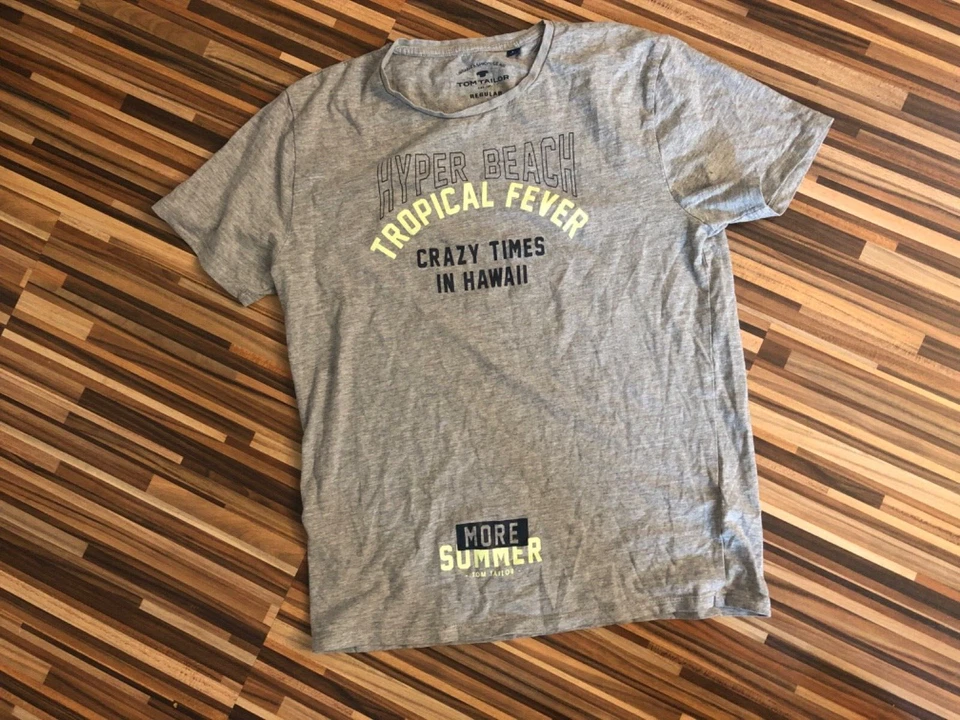 TOM TAILOR
REGULAR
HYPER BEACH
TROPICAL FEVER
CRAZY TIMES
IN HAWAII
MORE
SUMMER
TOM TAILOR